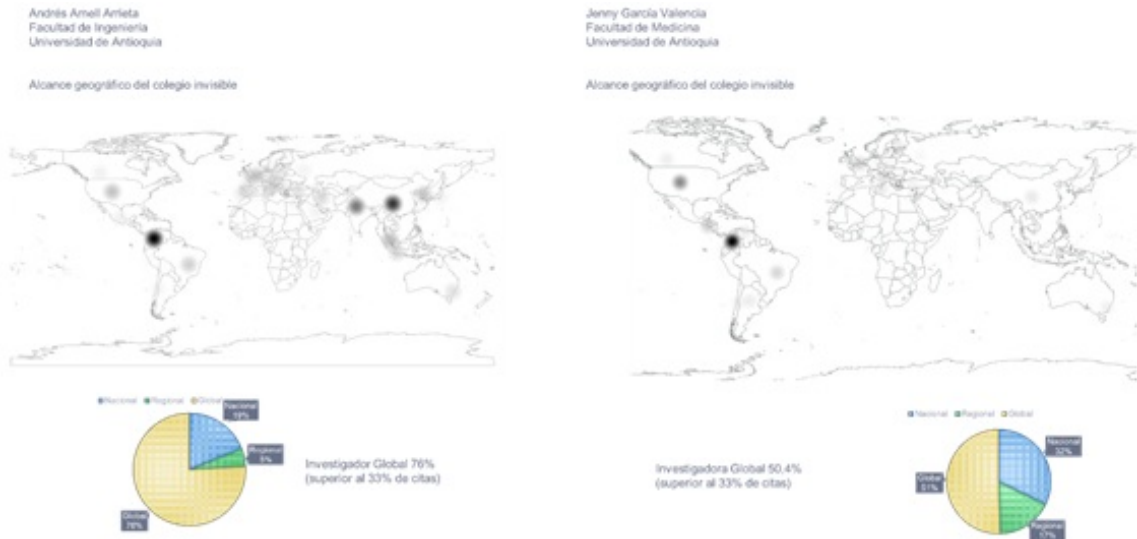 Andrés Amell Arrieta
Facultad de Ingeniería
Universidad de Antioquia
Alcance geográfico del colegio invisible
Nacional Regional Global
Nacional
19%
Regional
5%
Global
76%
Investigador Global 76%
(superior al 33% de citas)
Jenny García Valencia
Facultad de Medicina
Universidad de Antioquia
Alcance geográfico del colegio invisible
Investigadora Global 50,4%
(superior al 33% de citas)
Nacional Regional Global
Nacional
32%
Global
51%
Regional
17%